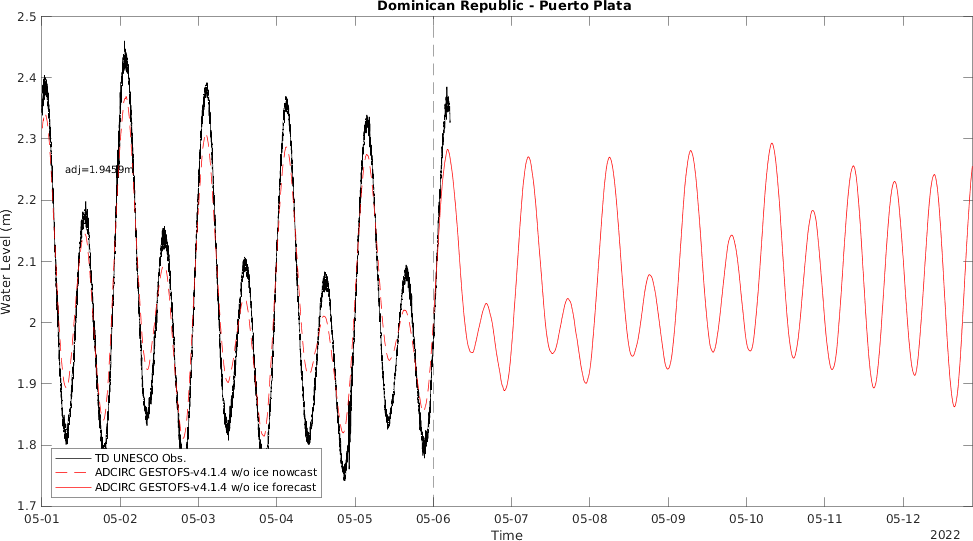 Dominican Republic - Puerto Plata
2.5
2.4
2.3
2.2
2.1
2
1.9
1.8
1.7
Water Level (m)
adj=1.9459m
TD UNESCO Obs.
ADCIRC GESTOFS-v4.1.4 w/o ice nowcast
ADCIRC GESTOFS-v4.1.4 w/o ice forecast
05-01 05-02 05-03 05-04 05-05 05-06 05-07 05-08 05-09 05-10 05-11 05-12
Time
2022